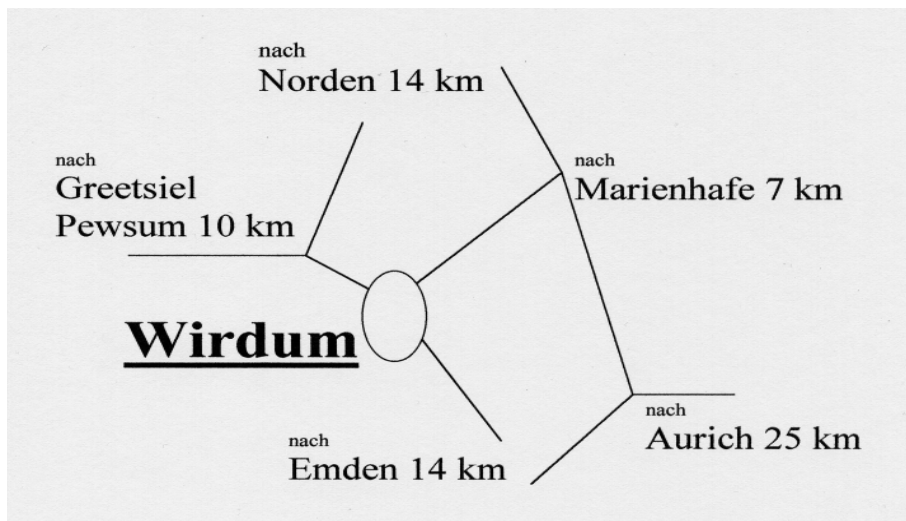 nach
Norden 14 km
nach
Greetsiel
Pewsum 10 km
nach
Marienhafe 7 km
Wirdum
nach
Aurich 25 km
nach
Emden 14 km